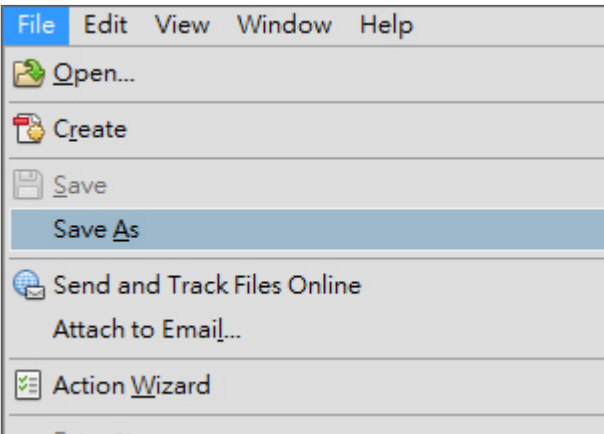 File Edit View Window Help
Open...
Create
Save
Save As
Send and Track Files Online
Attach to Email...
Action Wizard